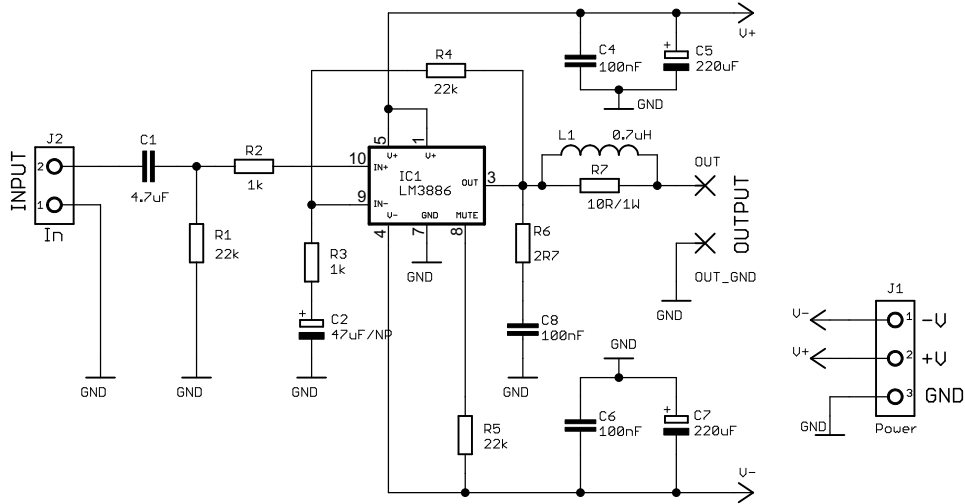 V+
R4
22k
C4
100nF
+
C5
220uF
GND
J2
INPUT
2
1
In
C1
4.7uF
R2
1k
R1
22k
GND
GND
5
1
V+
V+
10
IN+
9
IN-
IC1
LM3886
OUT
3
V-
GND
MUTE
4
7
8
GND
R3
1k
+
C2
47uF/NP
GND
L1
0.7uH
R7
10R/1W
OUT
OUTPUT
OUT_GND
GND
R6
2R7
C8
100nF
GND
R5
22k
GND
C6
100nF
+
C7
220uF
V-
J1
V-
1
-V
V+
2
+V
3
GND
GND
Power